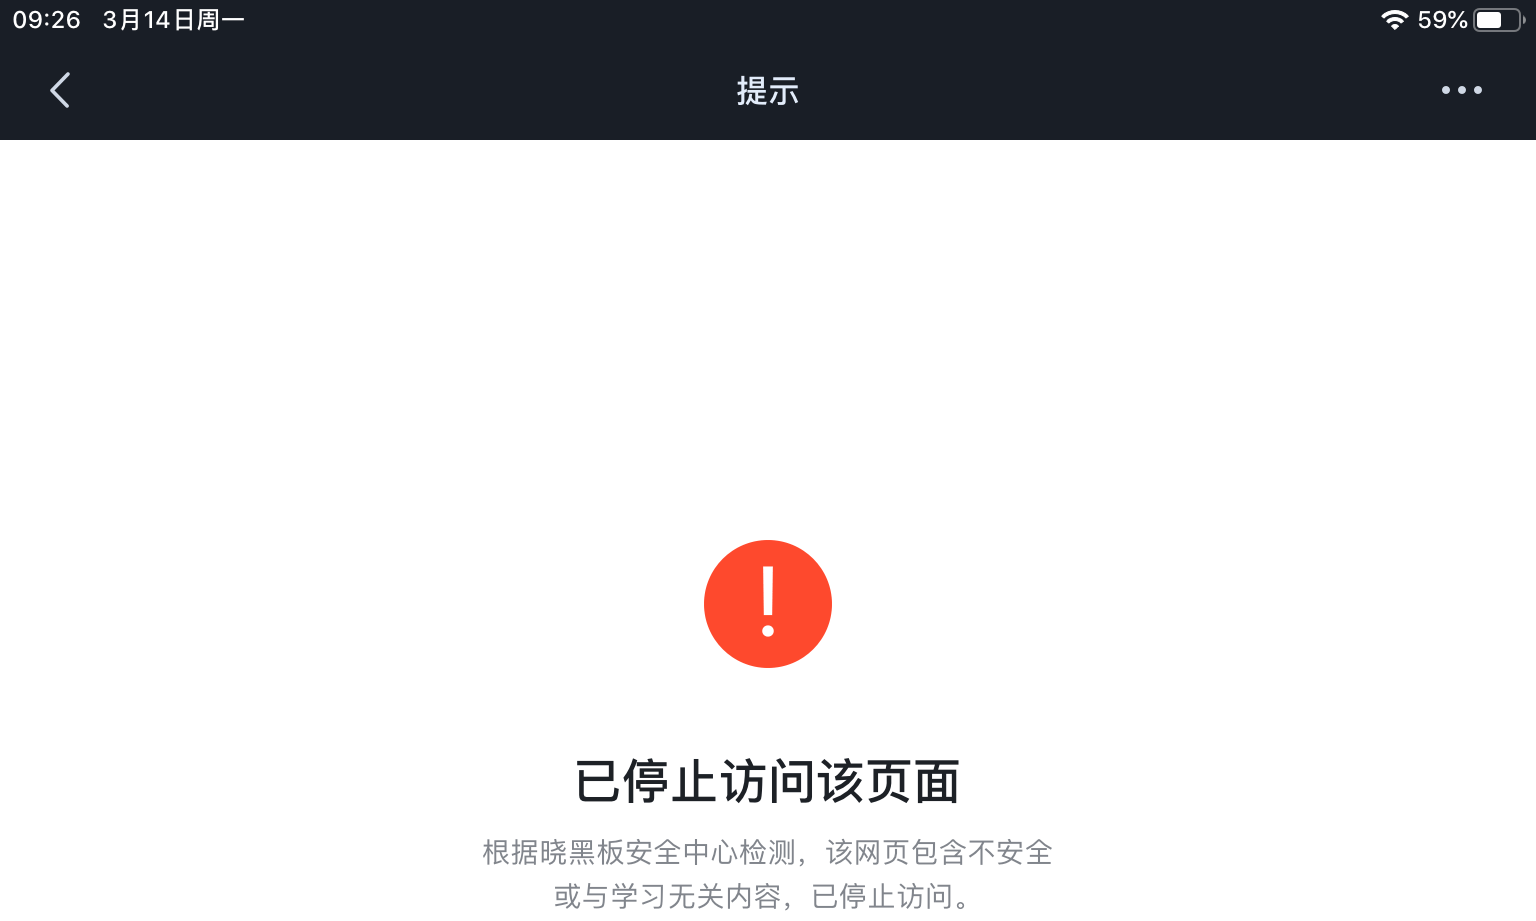 09:26 3月14日周一
59%
提示
已停止访问该页面
根据晓黑板安全中心检测，该网页包含不安全
或与学习无关内容，已停止访问。